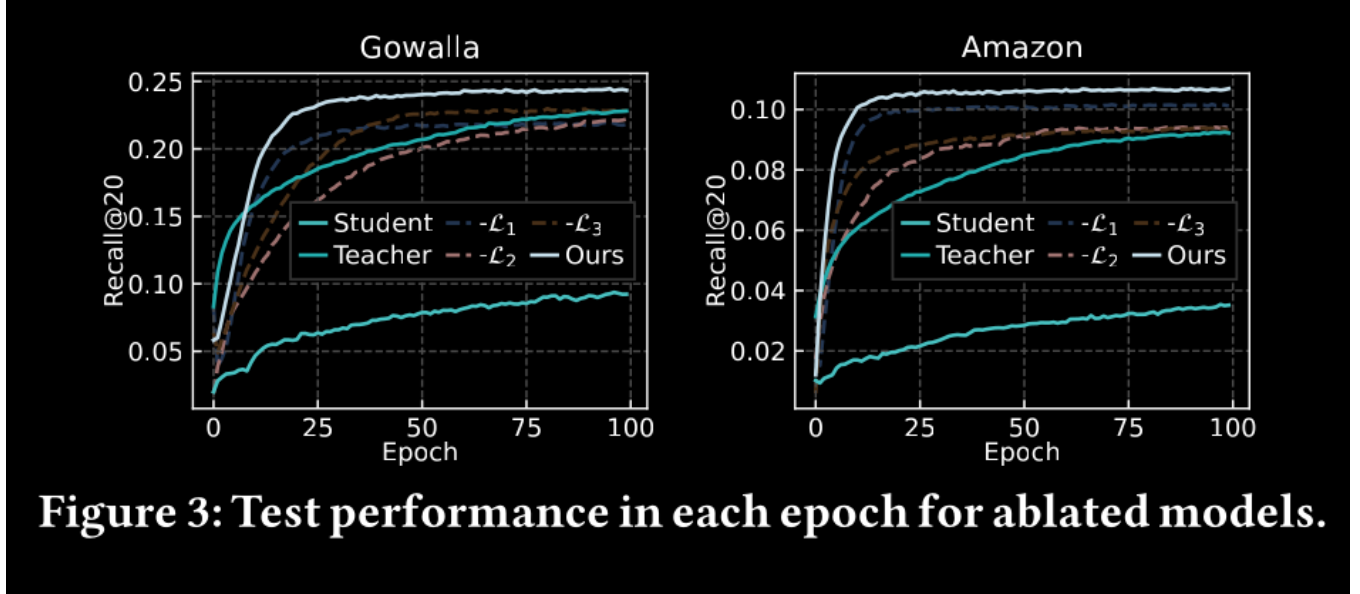 Gowalla
0.25
0.20
0.15
0.10
0.05
Recall@20
Student
-ℒ₁
-ℒ₃
Teacher
-ℒ₂
Ours
0 25 50 75 100
Epoch
Amazon
0.10
0.08
0.06
0.04
0.02
Recall@20
Student
-ℒ₁
-ℒ₃
Teacher
-ℒ₂
Ours
0 25 50 75 100
Epoch
Figure 3: Test performance in each epoch for ablated models.